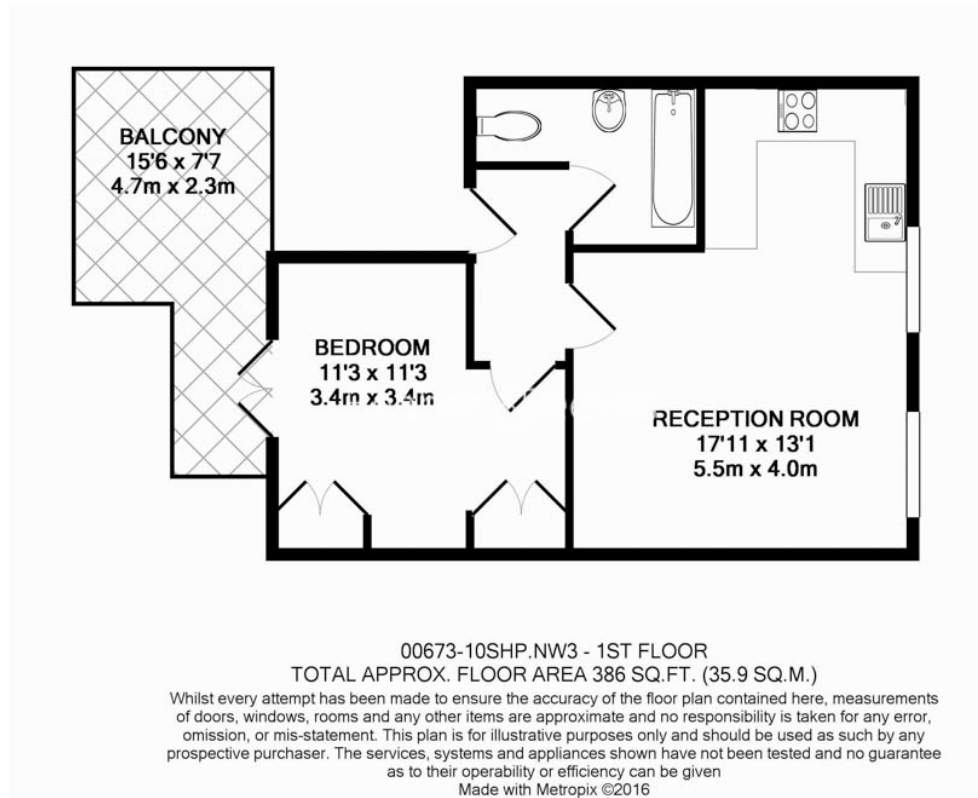 BALCONY
15'6 x 7'7
4.7m x 2.3m
BEDROOM
11'3 x 11'3
3.4m x 3.4m
RECEPTION ROOM
17'11 x 13'1
5.5m x 4.0m
00673-10SHP.NW3 - 1ST FLOOR
TOTAL APPROX. FLOOR AREA 386 SQ.FT. (35.9 SQ.M.)
Whilst every attempt has been made to ensure the accuracy of the floor plan contained here, measurements
of doors, windows, rooms and any other items are approximate and no responsibility is taken for any error,
omission, or mis-statement. This plan is for illustrative purposes only and should be used as such by any
prospective purchaser. The services, systems and appliances shown have not been tested and no guarantee
as to their operability or efficiency can be given
Made with Metropix ©2016